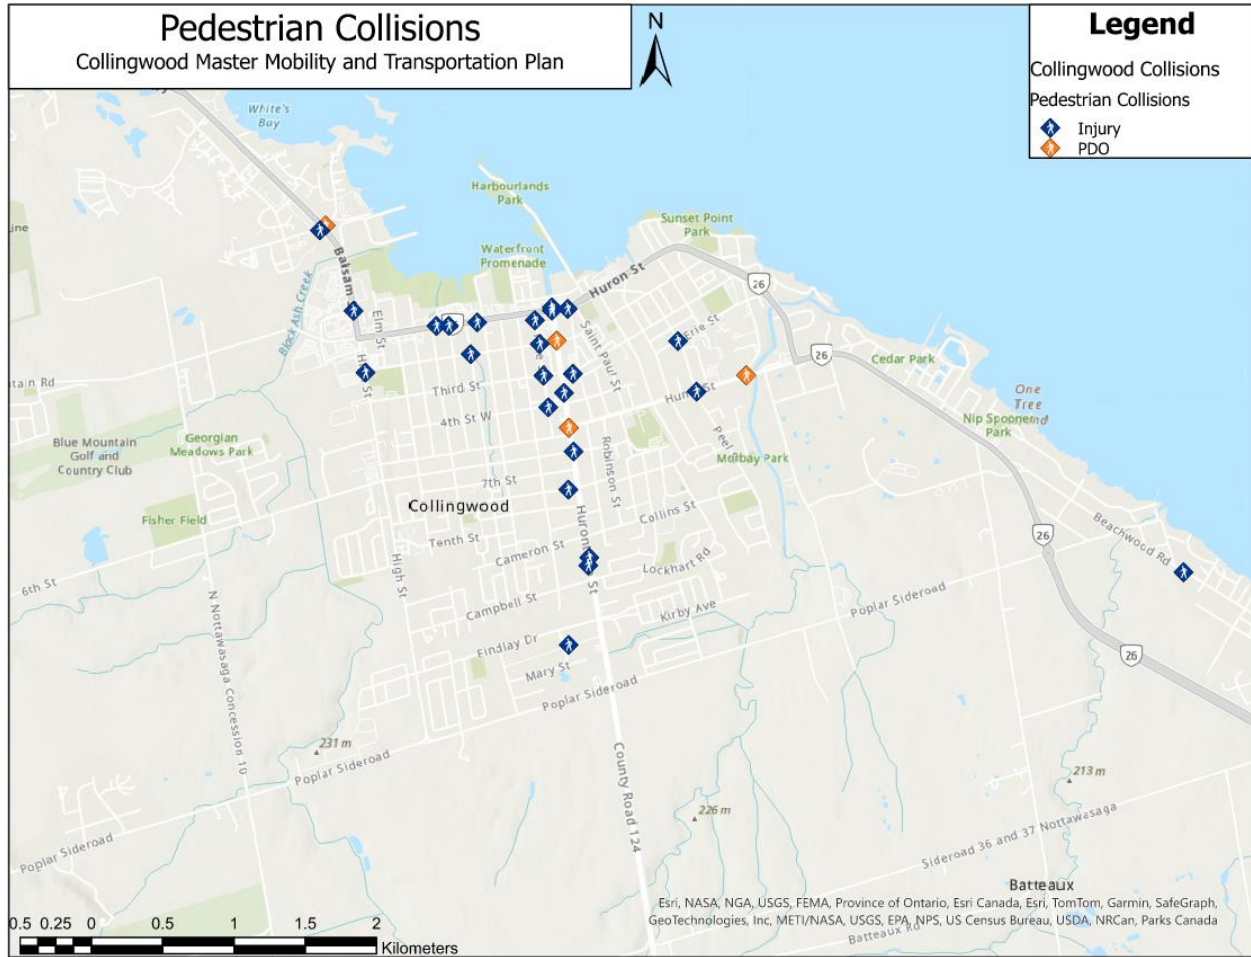 Pedestrian Collisions
Collingwood Master Mobility and Transportation Plan
N
Legend
Collingwood Collisions
Pedestrian Collisions
Injury
PDO
White's
Bay
Harbourlands
Park
Sunset Point
Park
Waterfront
Promenade
Huron St
26
Balsam
Block Ash Creek
Elm St
Saint Paul St
Erie St
26
Cedar Park
Third St
One
Tree
4th St W
Nip Spooner
Park
Blue Mountain
Golf and
Country Club
Georgian
Meadows Park
Robinson St
Peel
Morbay Park
7th St
Collingwood
Fisher Field
Collins St
26
Beachwood Rd
Tenth St
Cameron St
High St
Lockhart Rd
6th St
N Nottawasaga Concession 10
Campbell St
Kirby Ave
Poplar Sideroad
Findlay Dr
Mary St
26
Poplar Sideroad
231 m
Poplar Sideroad
County Road 124
213 m
226 m
Poplar Sideroad
Sideroad 36 and 37 Nottawasaga
Batteaux
Esri, NASA, NGA, USGS, FEMA, Province of Ontario, Esri Canada, Esri, TomTom, Garmin, SafeGraph,
GeoTechnologies, Inc, METI/NASA, USGS, EPA, NPS, US Census Bureau, USDA, NRCan, Parks Canada
Batteaux Rd
0.5 0.25 0 0.5 1 1.5 2
Kilometers